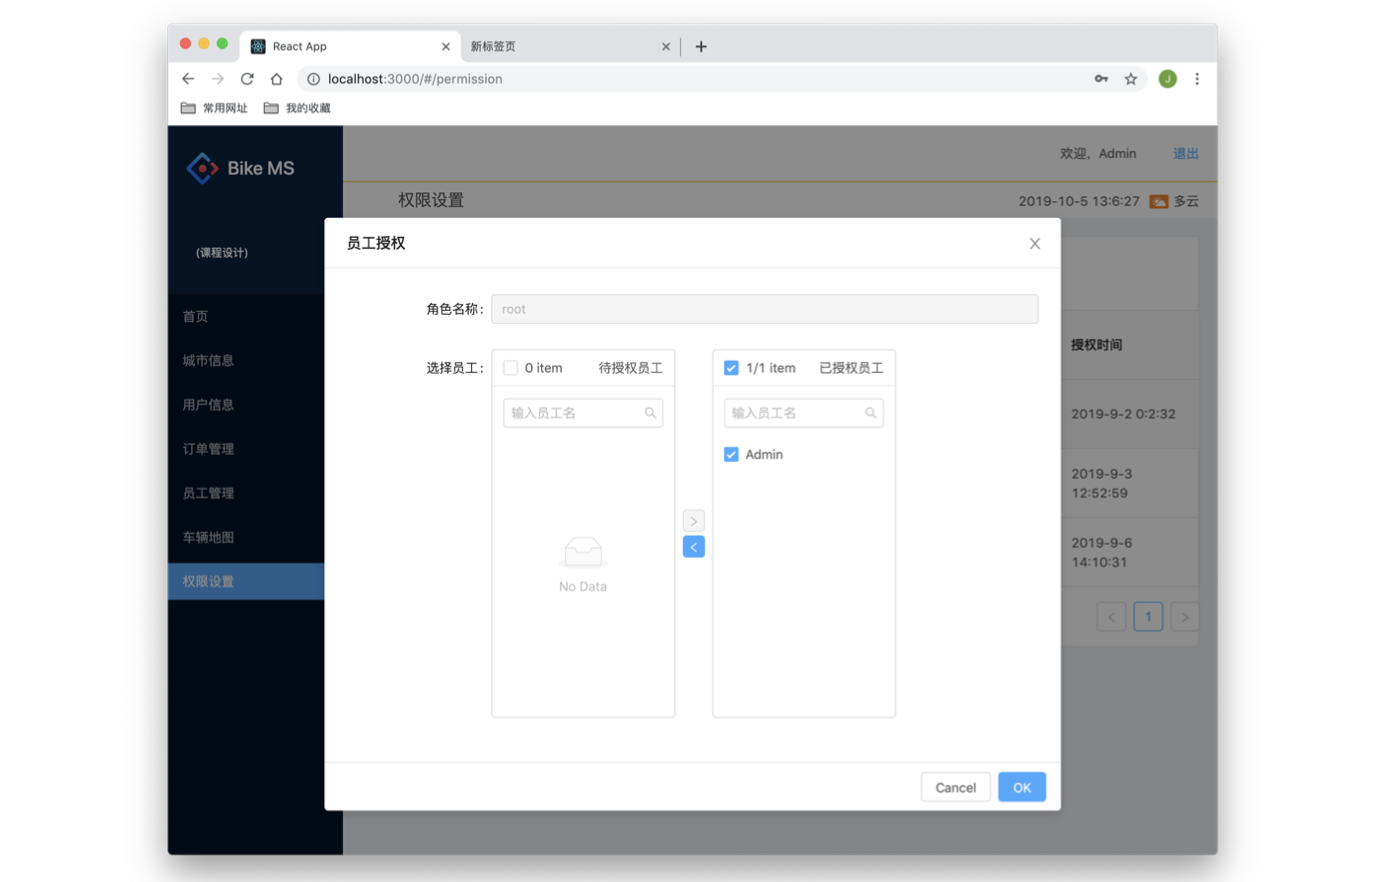 React App
新标签页
localhost:3000/#/permission
J
常用网址
我的收藏
Bike MS
欢迎，Admin
退出
权限设置
2019-10-5 13:6:27
多云
(课程设计)
首页
城市信息
用户信息
订单管理
员工管理
车辆地图
权限设置
员工授权
角色名称:
root
选择员工:
0 item
待授权员工
输入员工名
No Data
1/1 item
已授权员工
输入员工名
Admin
授权时间
2019-9-2 0:2:32
2019-9-3
12:52:59
2019-9-6
14:10:31
1
Cancel
OK